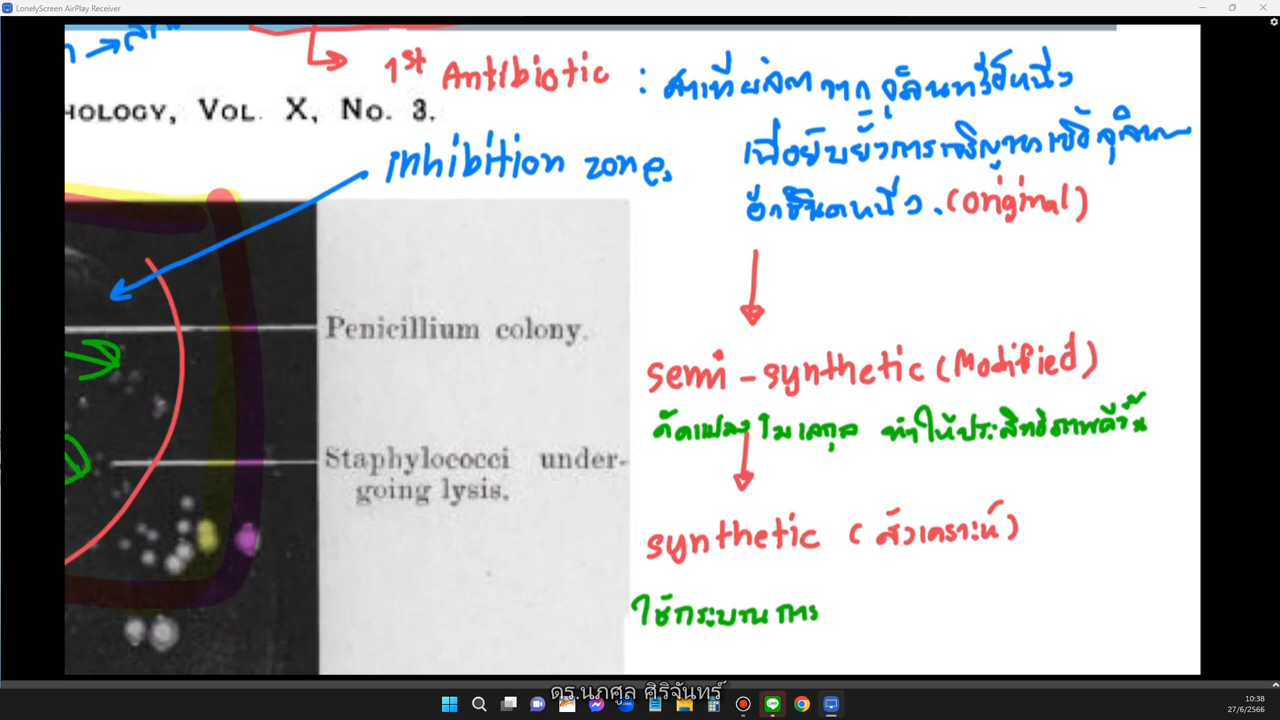 LonelyScreen AirPlay Receiver
1st Antibiotic : สารที่ผลิตจากจุลินทรีย์ชนิดหนึ่ง
HOLOGY, VOL. X, NO. 3.
เพื่อยับยั้งการเจริญของเชื้อจุลินทรีย์
inhibition zone.
อีกชนิดหนึ่ง. (original)
Penicillium colony.
semi-synthetic (Modified)
ดัดแปลงโมเลกุล ทำให้ประสิทธิภาพดีขึ้น
Staphylococci under-
going lysis.
synthetic (สังเคราะห์)
ใช้กระบวนการ
ดร.นภศูล ศิริจันทร์
10:38
27/6/2566